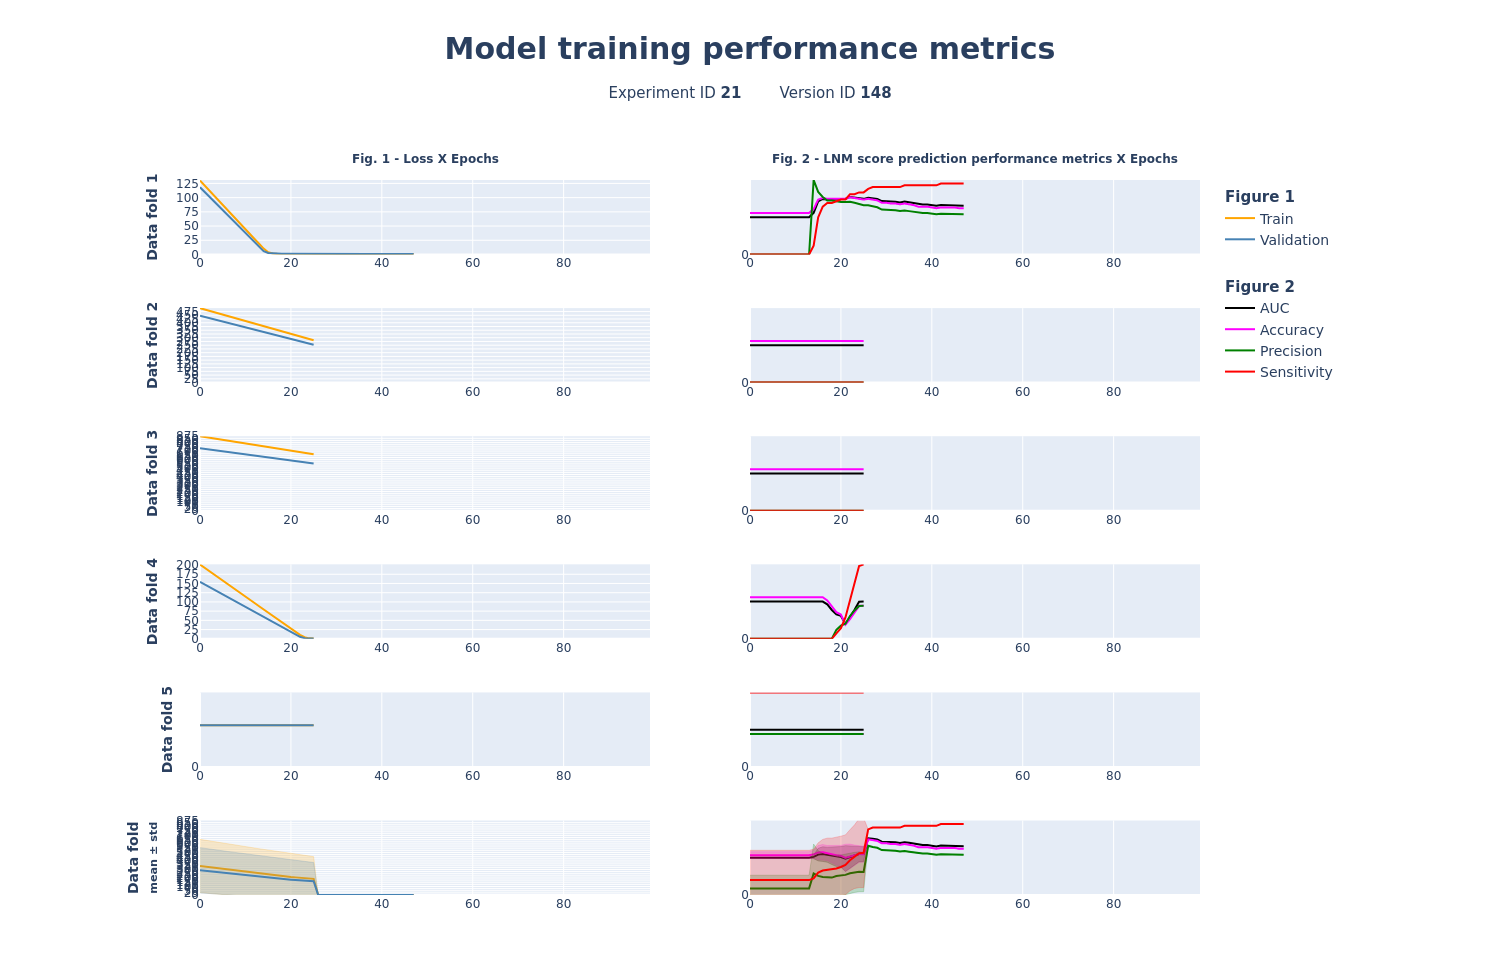 Model training performance metrics
Experiment ID 21 Version ID 148
Fig. 1 - Loss X Epochs
Fig. 2 - LNM score prediction performance metrics X Epochs
Data fold 1
125
100
75
50
25
0
0 20 40 60 80
0
0 20 40 60 80
Figure 1
Train
Validation
Figure 2
AUC
Accuracy
Precision
Sensitivity
Data fold 2
0 20 40 60 80
0
0 20 40 60 80
Data fold 3
0 20 40 60 80
0
0 20 40 60 80
Data fold 4
200
175
150
125
100
75
50
25
0
0 20 40 60 80
0
0 20 40 60 80
Data fold 5
0
0 20 40 60 80
0
0 20 40 60 80
Data fold
mean ± std
0 20 40 60 80
0
0 20 40 60 80